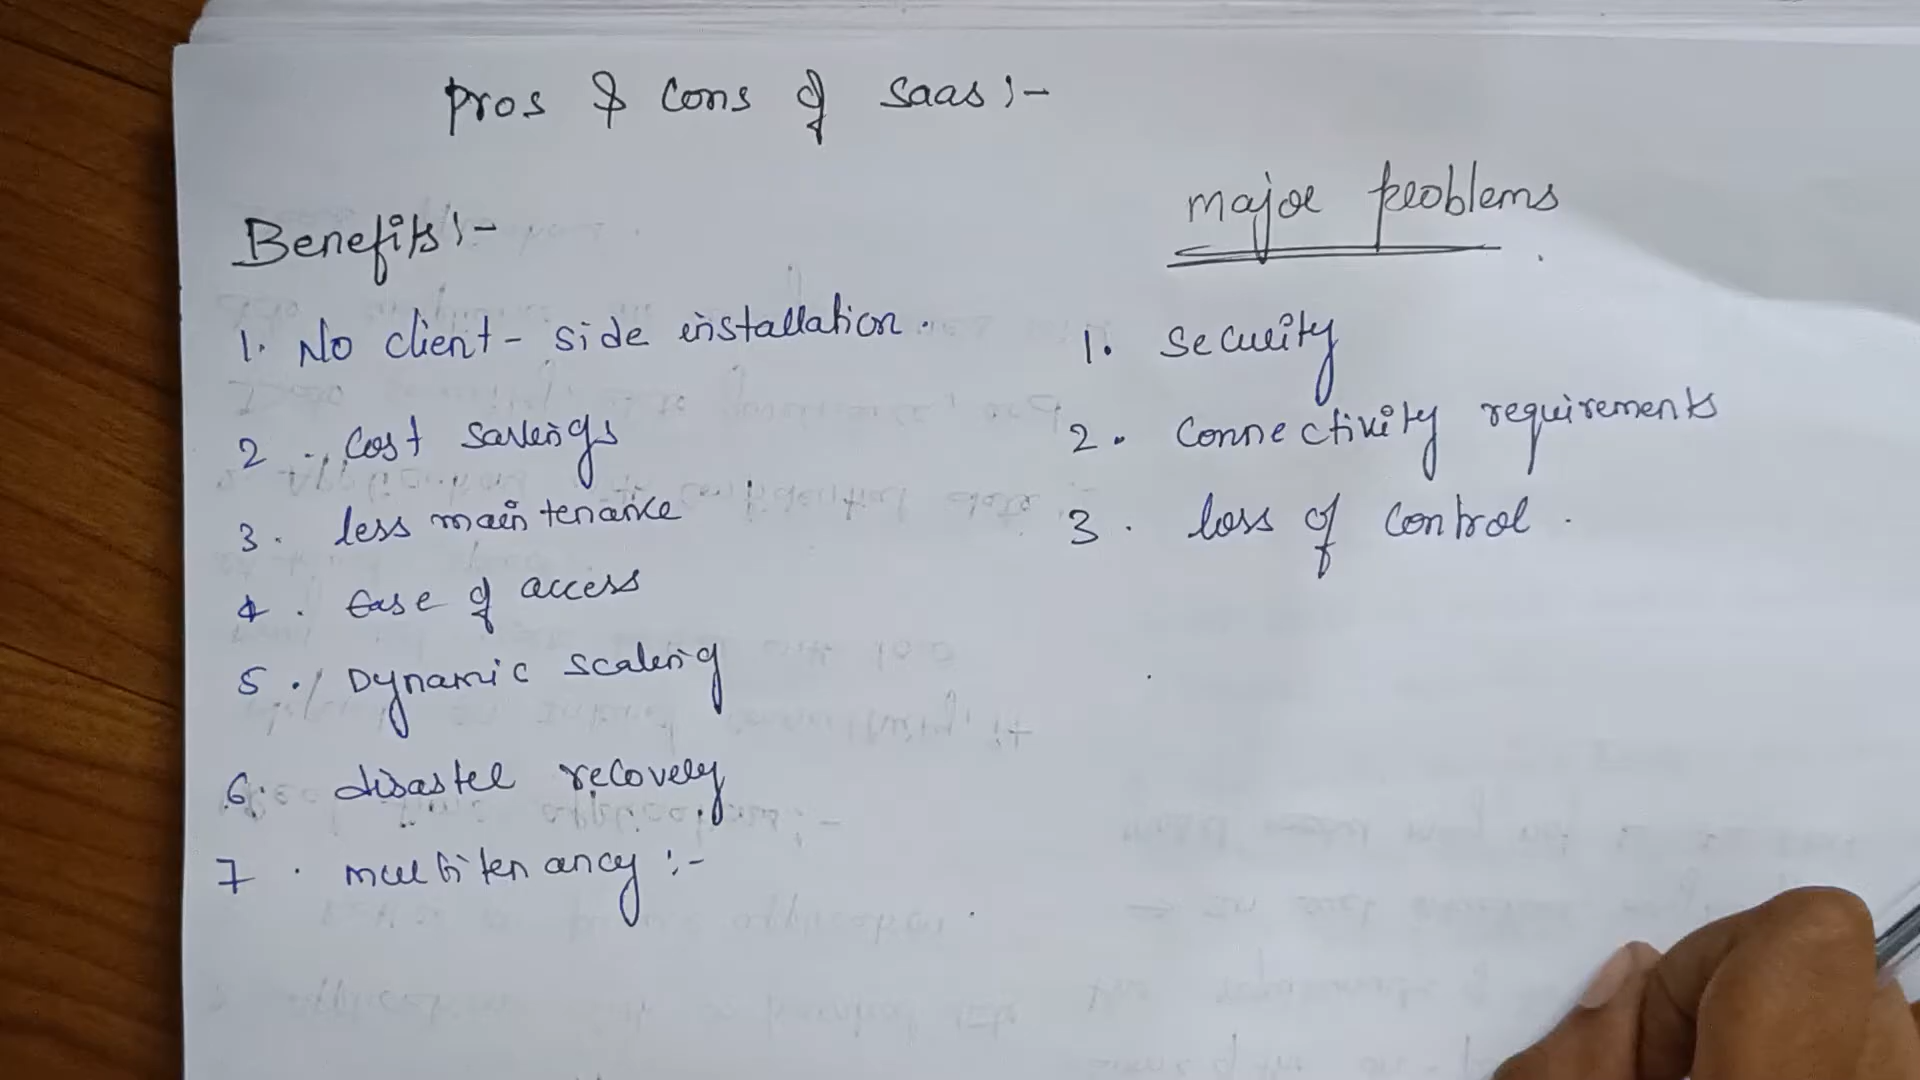 Pros & Cons of Saas :-
Benefits :-
1. No client-side installation.
2. Cost savings
3. less maintenance
4. Ease of access
5. Dynamic scaling
6. disaster recovery
7. multitenancy :-
major problems
1. Security
2. Connectivity requirements
3. loss of control.